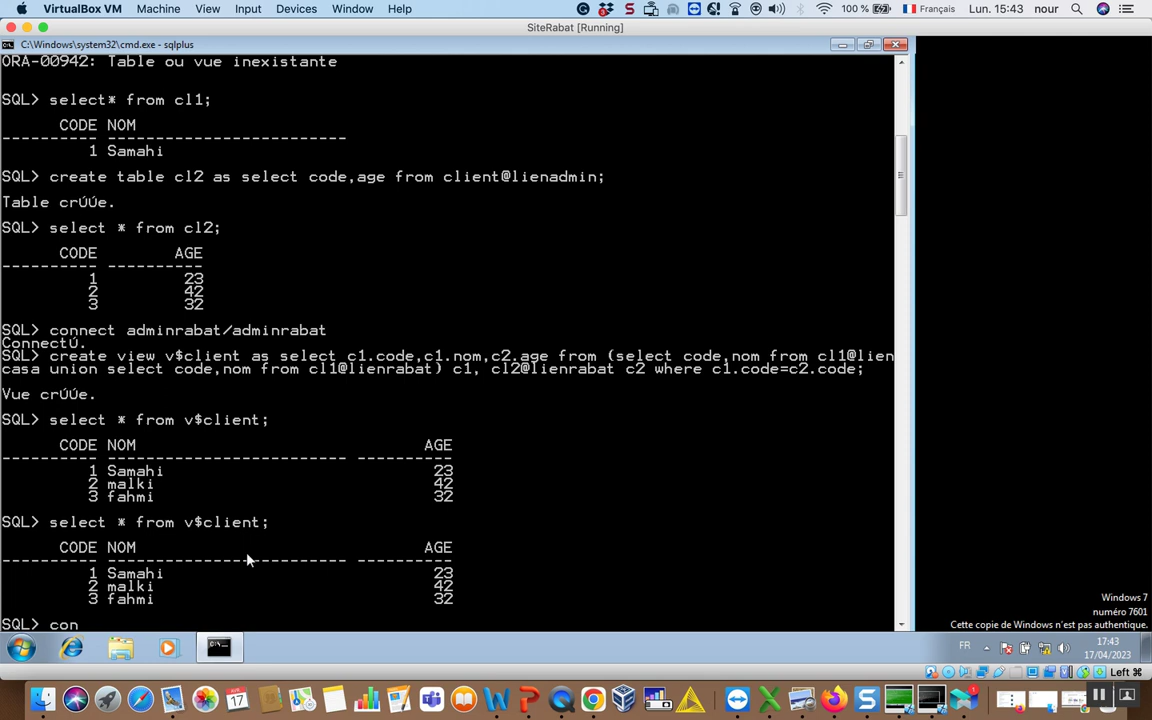 VirtualBox VM Machine View Input Devices Window Help 100 % Français Lun. 15:43 nour
SiteRabat [Running]
C:\Windows\system32\cmd.exe - sqlplus
ORA-00942: Table ou vue inexistante
SQL> select* from cl1;
CODE NOM
---------- ------------------------------
1 Samahi
SQL> create table cl2 as select code,age from client@lienadmin;
Table crÚÚe.
SQL> select * from cl2;
CODE AGE
---------- ----------
1 23
2 42
3 32
SQL> connect adminrabat/adminrabat
ConnectÚ.
SQL> create view v$client as select c1.code,c1.nom,c2.age from (select code,nom from cl1@lien
casa union select code,nom from cl1@lienrabat) c1, cl2@lienrabat c2 where c1.code=c2.code;
Vue crÚÚe.
SQL> select * from v$client;
CODE NOM AGE
---------- ------------------------------ ----------
1 Samahi 23
2 malki 42
3 fahmi 32
SQL> select * from v$client;
CODE NOM AGE
---------- ------------------------------ ----------
1 Samahi 23
2 malki 42
3 fahmi 32
SQL> con
Windows 7
numéro 7601
Cette copie de Windows n'est pas authentique.
FR
17:43
17/04/2023
Left ⌘